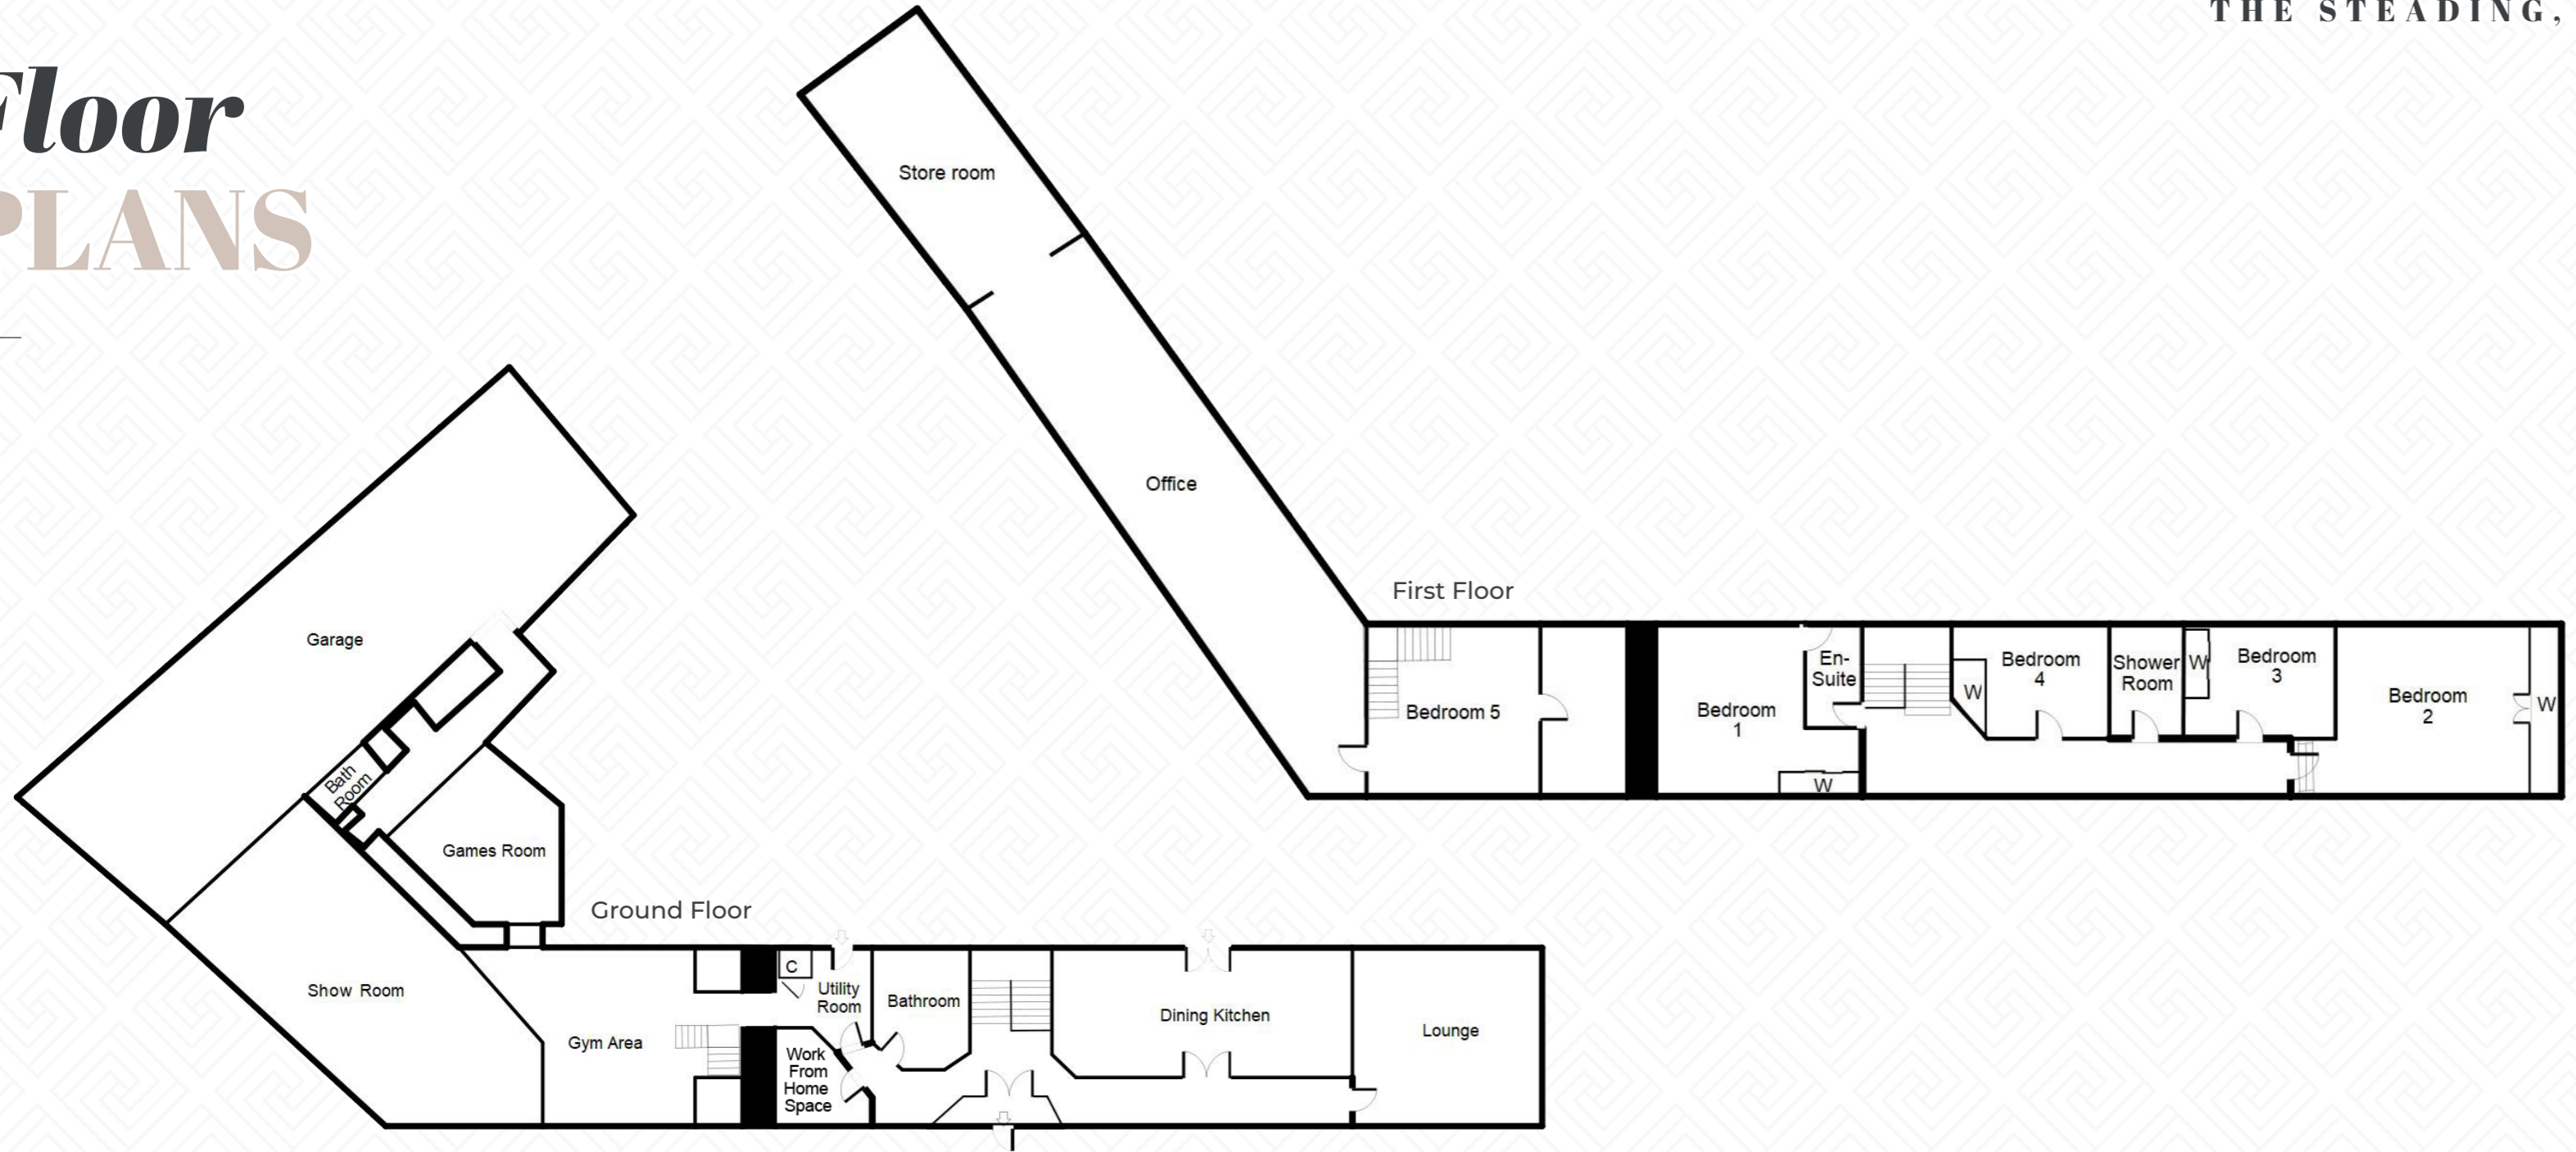 THE STEADING,
Floor
PLANS
Store room
Office
First Floor
Bedroom 5
Bedroom
1
En-
Suite
W
W
Bedroom
4
Shower
Room
W
Bedroom
3
Bedroom
2
W
Garage
Bath
Room
Games Room
Ground Floor
Show Room
Gym Area
C
Utility
Room
Bathroom
Work
From
Home
Space
Dining Kitchen
Lounge